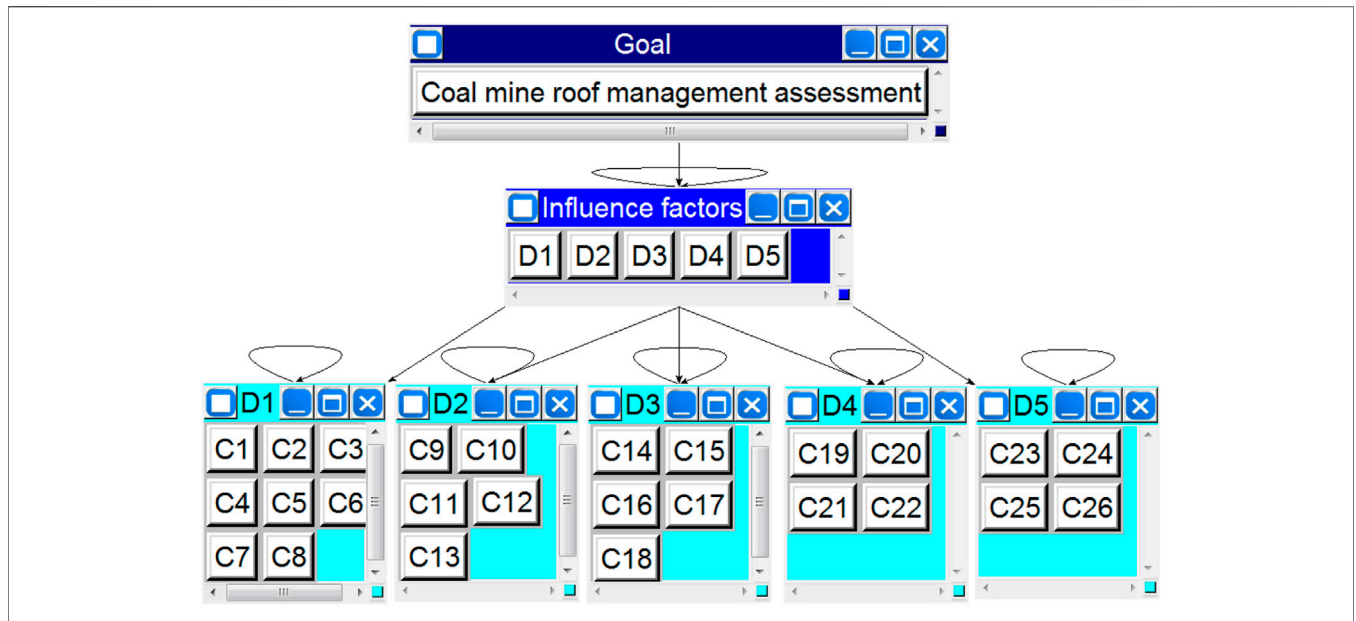 Goal
Coal mine roof management assessment
Influence factors
D1 D2 D3 D4 D5
D1
C1 C2 C3
C4 C5 C6
C7 C8
D2
C9 C10
C11 C12
C13
D3
C14 C15
C16 C17
C18
D4
C19 C20
C21 C22
D5
C23 C24
C25 C26